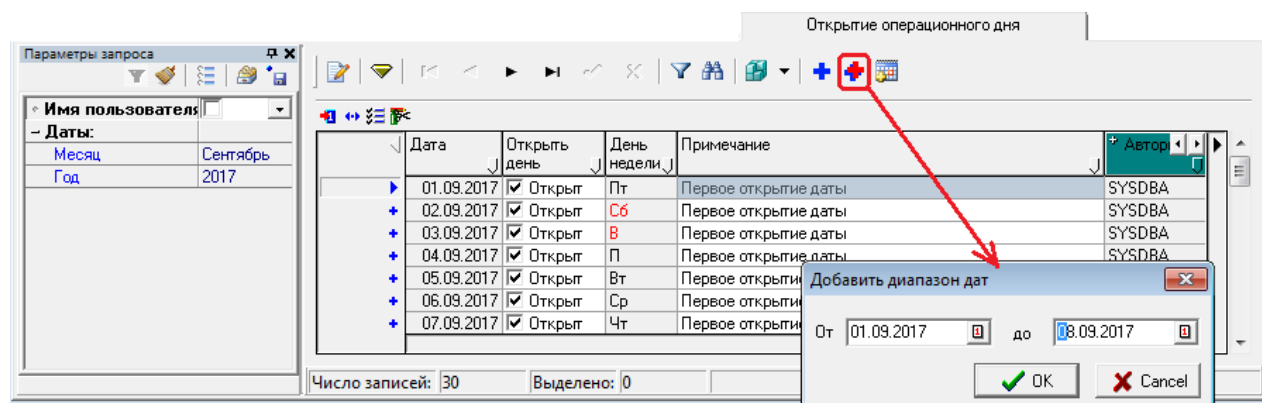 Открытие операционного дня
Параметры запроса
Имя пользователя
Даты:
Месяц Сентябрь
Год 2017
Дата Открыть день День недели Примечание Автор
01.09.2017 Открыт Пт Первое открытие даты SYSDBA
02.09.2017 Открыт Сб Первое открытие даты SYSDBA
03.09.2017 Открыт В Первое открытие даты SYSDBA
04.09.2017 Открыт П Первое открытие даты SYSDBA
05.09.2017 Открыт Вт Первое открыти
06.09.2017 Открыт Ср Первое открыти
07.09.2017 Открыт Чт Первое открыти
Добавить диапазон дат
От 01.09.2017 до 08.09.2017
OK Cancel
Число записей: 30 Выделено: 0